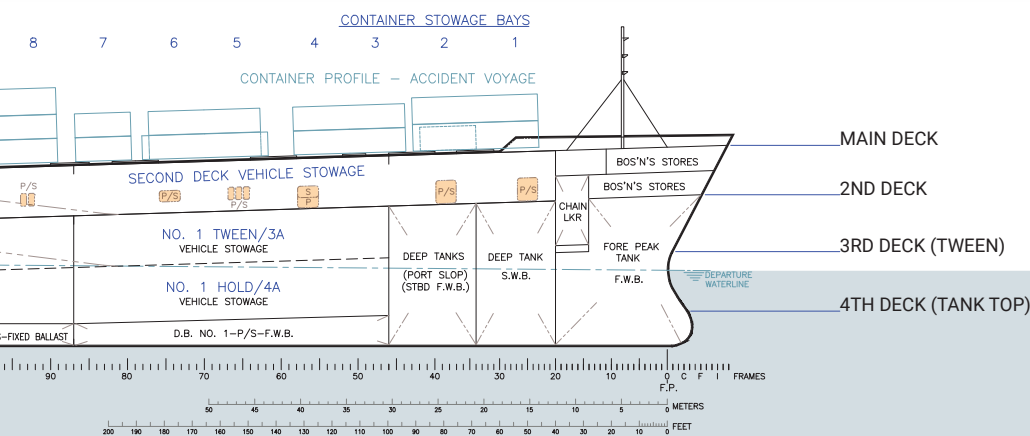 CONTAINER STOWAGE BAYS
8 7 6 5 4 3 2 1
CONTAINER PROFILE – ACCIDENT VOYAGE
MAIN DECK
BOS'N'S STORES
SECOND DECK VEHICLE STOWAGE
P/S
P/S
P/S
S
P
P/S
P/S
BOS'N'S STORES
2ND DECK
CHAIN
LKR
NO. 1 TWEEN/3A
VEHICLE STOWAGE
3RD DECK (TWEEN)
DEEP TANKS
(PORT SLOP)
(STBD F.W.B.)
DEEP TANK
S.W.B.
FORE PEAK
TANK
F.W.B.
DEPARTURE
WATERLINE
NO. 1 HOLD/4A
VEHICLE STOWAGE
4TH DECK (TANK TOP)
S-FIXED BALLAST
D.B. NO. 1-P/S-F.W.B.
90 80 70 60 50 40 30 20 10 0 C F I FRAMES
F.P.
50 45 40 35 30 25 20 15 10 5 0 METERS
200 190 180 170 160 150 140 130 120 110 100 90 80 70 60 50 40 30 20 10 0 FEET